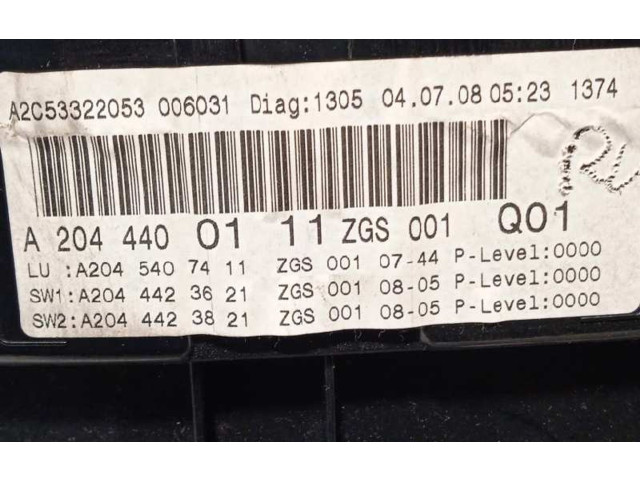 A2C53322053 006031 Diag:1305 04.07.08 05:23 1374
A 204 440 01 11 ZGS 001 Q01
LU :A204 540 74 11 ZGS 001 07-44 P-Level:0000
SW1:A204 442 36 21 ZGS 001 08-05 P-Level:0000
SW2:A204 442 38 21 ZGS 001 08-05 P-Level:0000